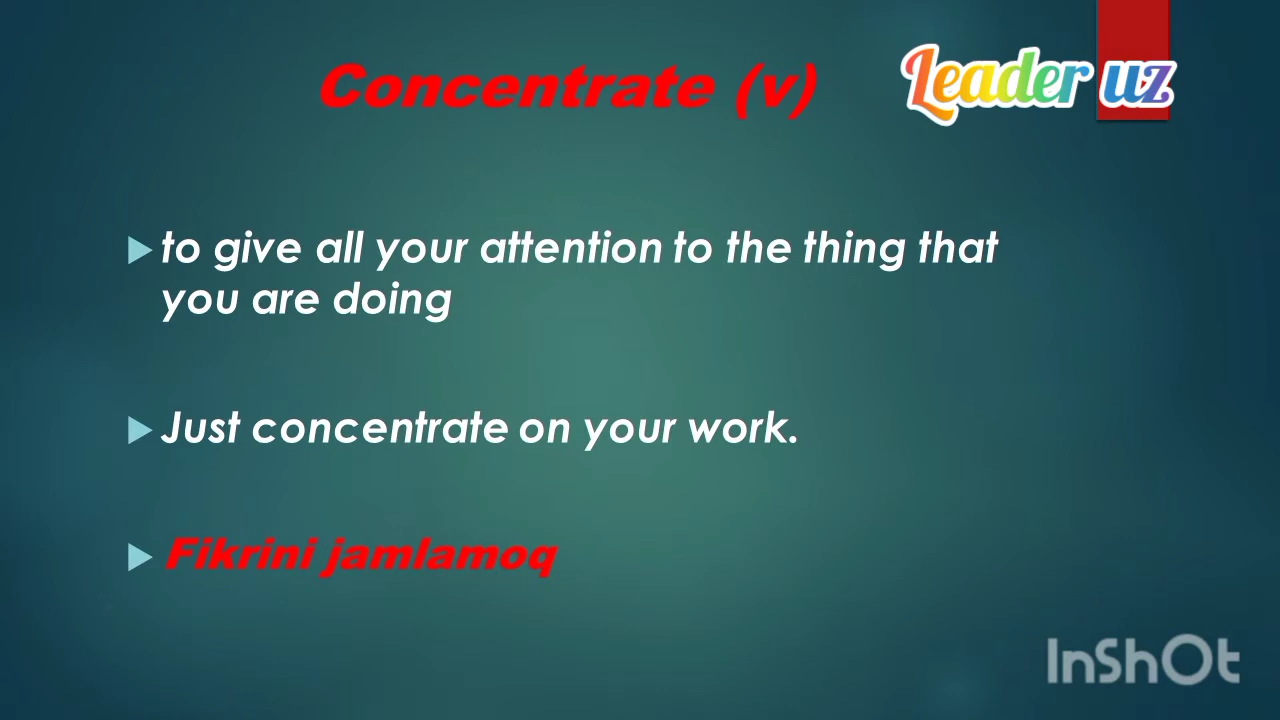 Concentrate (v)
Leader uz
to give all your attention to the thing that
you are doing
Just concentrate on your work.
Fikrini jamlamoq
InShOt